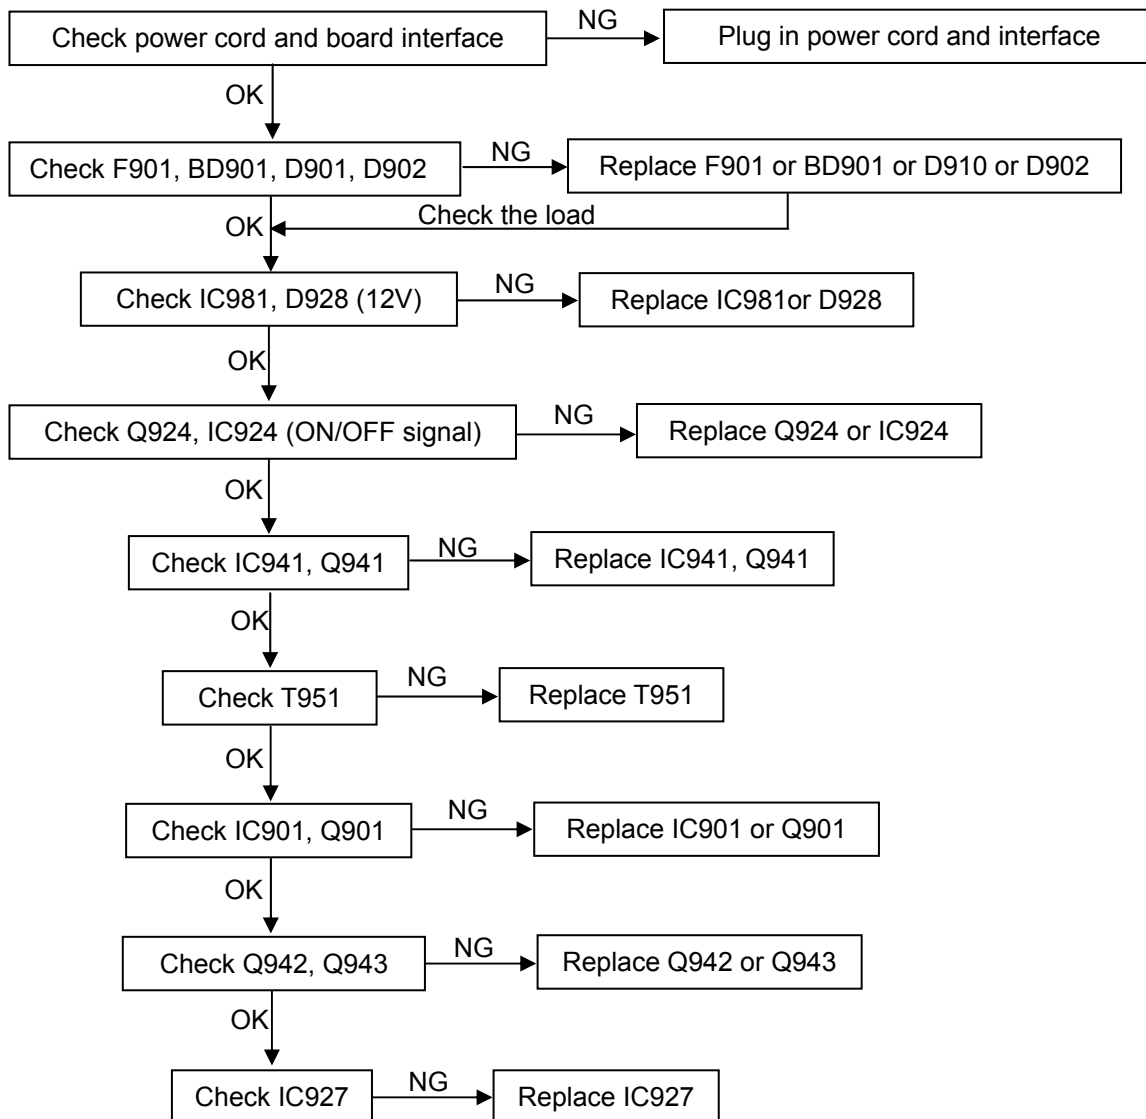 Check power cord and board interface
NG
Plug in power cord and interface
OK
Check F901, BD901, D901, D902
NG
Replace F901 or BD901 or D910 or D902
OK
Check the load
Check IC981, D928 (12V)
NG
Replace IC981or D928
OK
Check Q924, IC924 (ON/OFF signal)
NG
Replace Q924 or IC924
OK
Check IC941, Q941
NG
Replace IC941, Q941
OK
Check T951
NG
Replace T951
OK
Check IC901, Q901
NG
Replace IC901 or Q901
OK
Check Q942, Q943
NG
Replace Q942 or Q943
OK
Check IC927
NG
Replace IC927